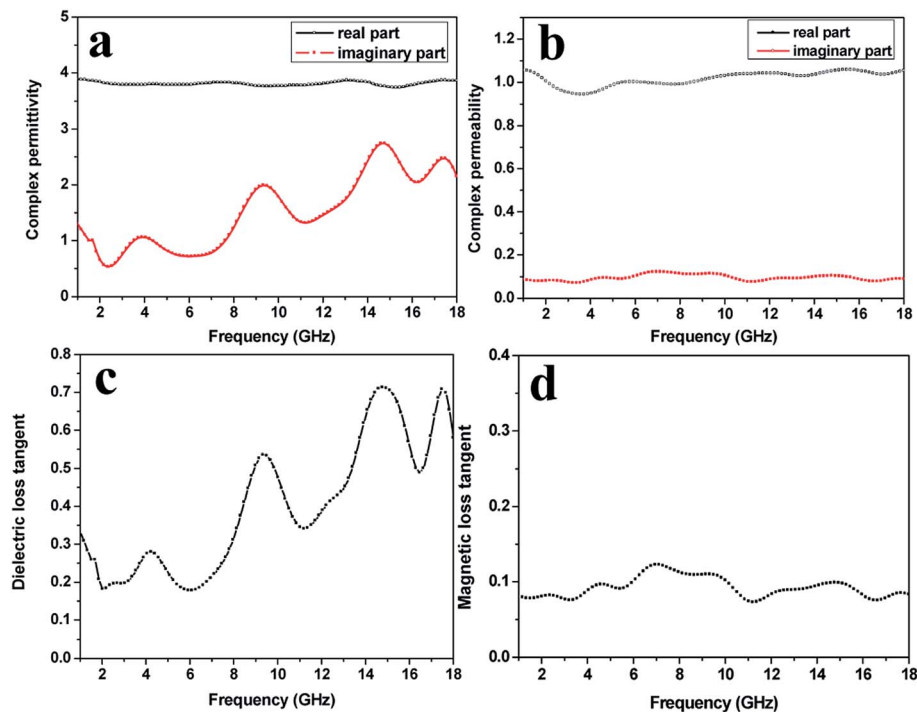 a
real part
imaginary part
Complex permittivity
5
4
3
2
1
0
2 4 6 8 10 12 14 16 18
Frequency (GHz)
b
real part
imaginary part
Complex permeability
1.2
1.0
0.8
0.6
0.4
0.2
0.0
2 4 6 8 10 12 14 16 18
Frequency (GHz)
c
Dielectric loss tangent
0.8
0.7
0.6
0.5
0.4
0.3
0.2
0.1
0.0
2 4 6 8 10 12 14 16 18
Frequency (GHz)
d
Magnetic loss tangent
0.4
0.3
0.2
0.1
0.0
2 4 6 8 10 12 14 16 18
Frequency (GHz)